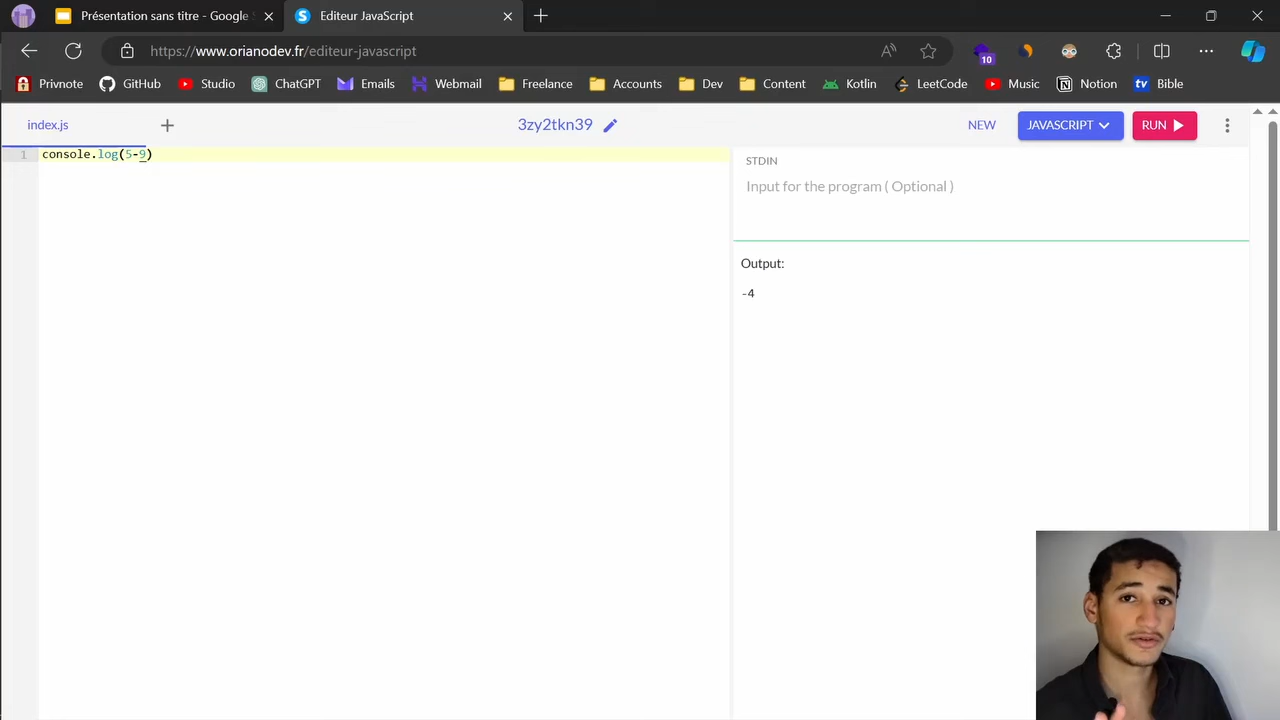 Présentation sans titre - Google S
Editeur JavaScript
https://www.orianodev.fr/editeur-javascript
10
Privnote
GitHub
Studio
ChatGPT
Emails
Webmail
Freelance
Accounts
Dev
Content
Kotlin
LeetCode
Music
Notion
tv Bible
index.js
3zy2tkn39
NEW
JAVASCRIPT
RUN
1 console.log(5-9)
STDIN
Input for the program ( Optional )
Output:
-4